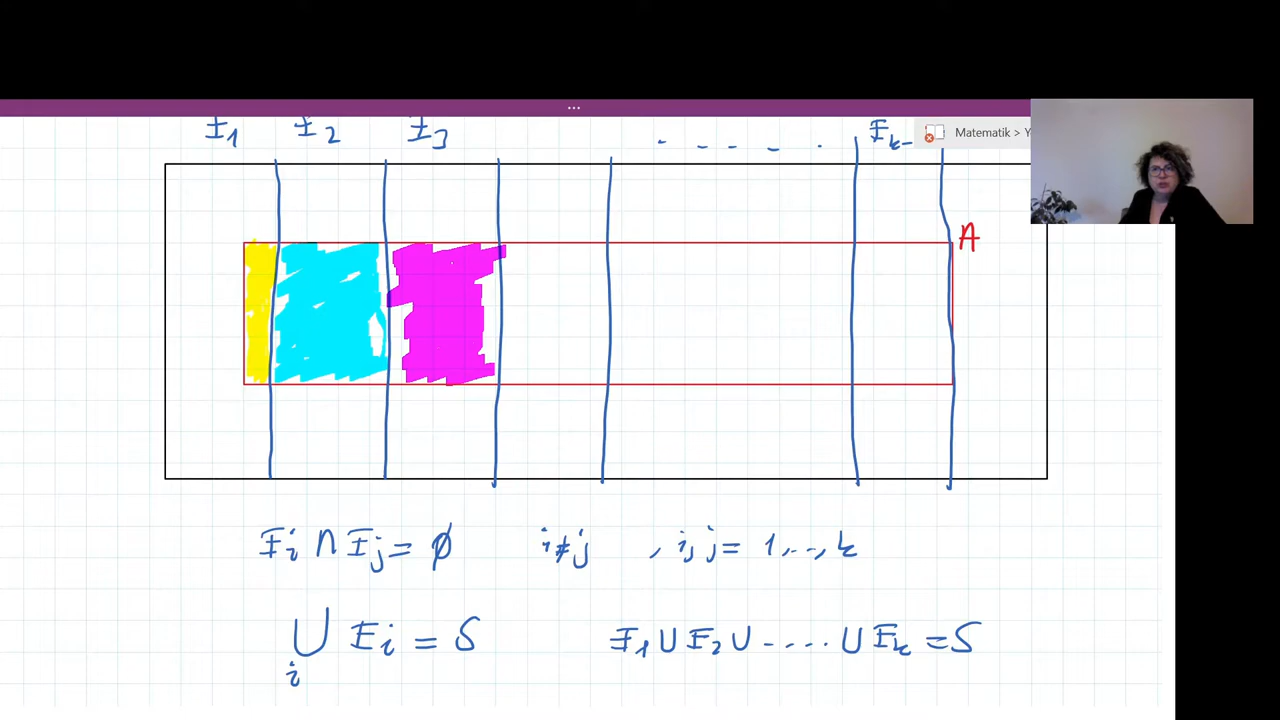 E1 E2 E3 . - - - . Ek-
Matematik > Y
A
Ei ∩ Ej = ∅ i≠j , i,j = 1,..,k
⋃ Ei = S E1 ∪ E2 ∪ ..... ∪ Ek = S
i